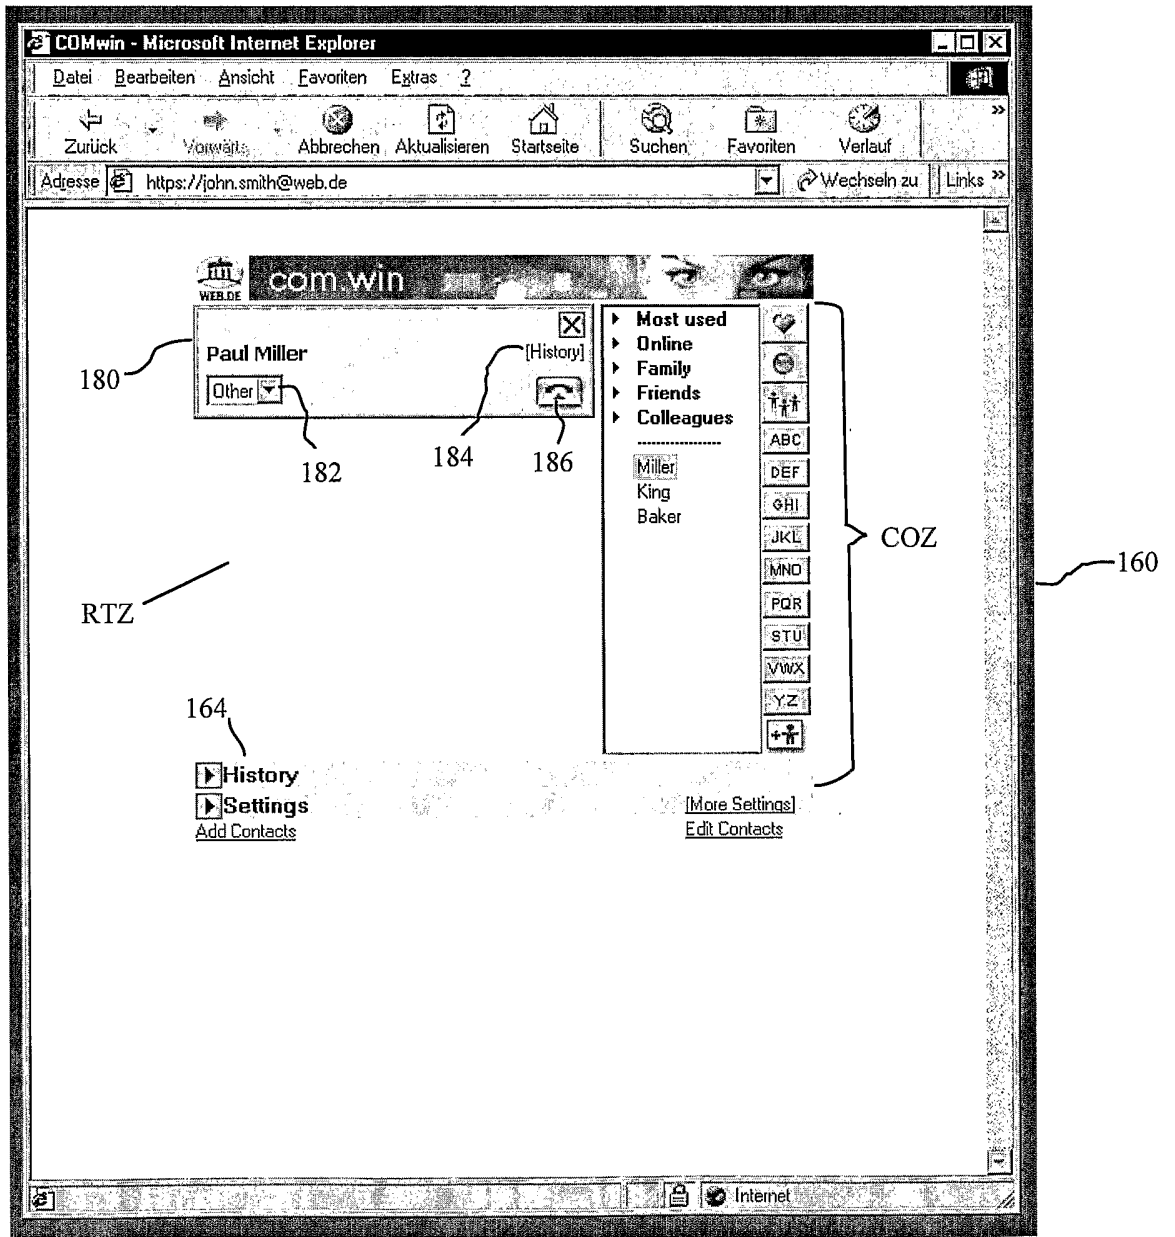 COMwin - Microsoft Internet Explorer
Datei Bearbeiten Ansicht Favoriten Extras ?
Zurück Vorwärts Abbrechen Aktualisieren Startseite Suchen Favoriten Verlauf »
Adresse https://john.smith@web.de Wechseln zu Links »
WEB.DE com.win
180
Paul Miller
[History]
Other
182
184
186
Most used
Online
Family
Friends
Colleagues
-----------------
Miller
King
Baker
ABC
DEF
GHI
JKL
MNO
PQR
STU
VWX
YZ
COZ
160
RTZ
164
History
Settings
[More Settings]
Add Contacts
Edit Contacts
Internet